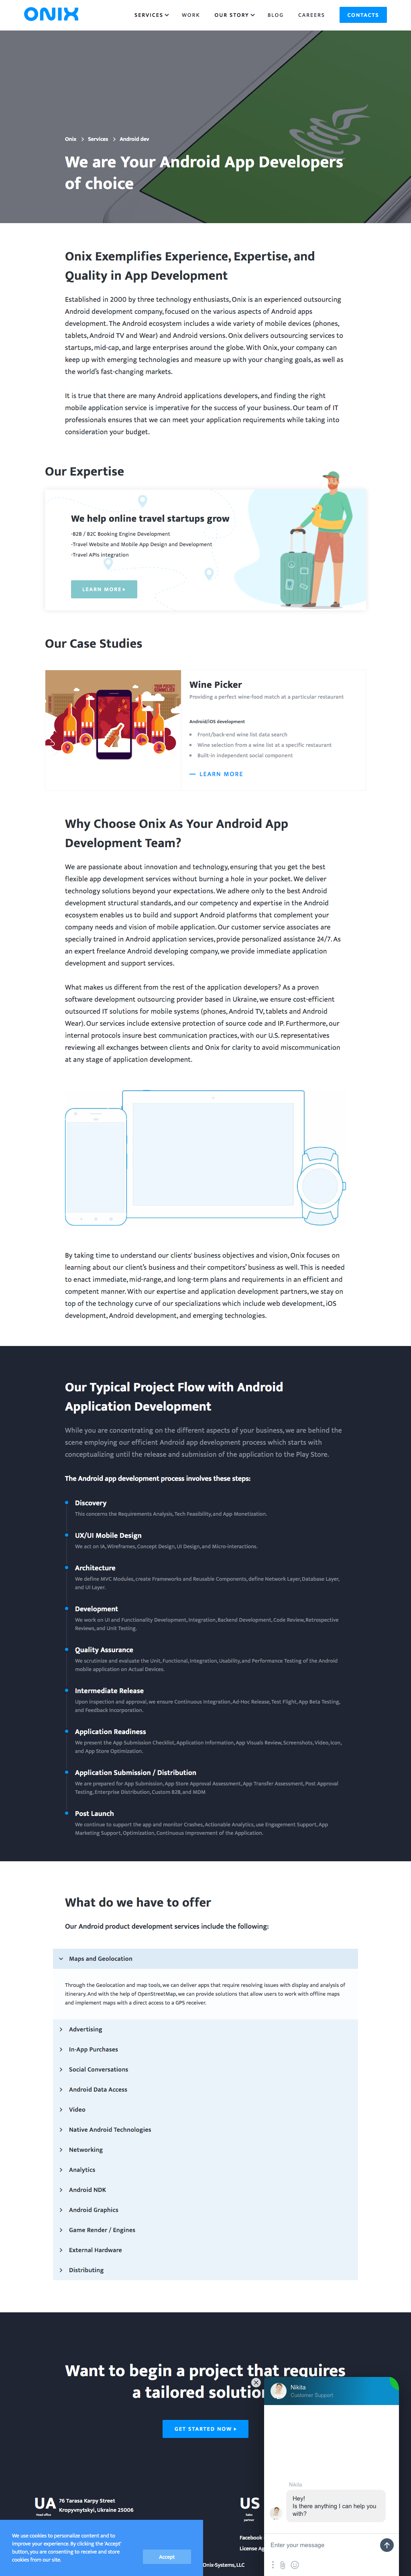 ONIX
SERVICES
WORK
OUR STORY
BLOG
CAREERS
CONTACTS
Onix > Services > Android dev
We are Your Android App Developers
of choice
Onix Exemplifies Experience, Expertise, and
Quality in App Development
Established in 2000 by three technology enthusiasts, Onix is an experienced outsourcing
Android development company, focused on the various aspects of Android apps
development. The Android ecosystem includes a wide variety of mobile devices (phones,
tablets, Android TV and Wear) and Android versions. Onix delivers outsourcing services to
startups, mid-cap, and large enterprises around the globe. With Onix, your company can
keep up with emerging technologies and measure up with your changing goals, as well as
the world's fast-changing markets.
It is true that there are many Android applications developers, and finding the right
mobile application service is imperative for the success of your business. Our team of IT
professionals ensures that we can meet your application requirements while taking into
consideration your budget.
Our Expertise
We help online travel startups grow
-B2B / B2C Booking Engine Development
-Travel Website and Mobile App Design and Development
-Travel APIs integration
LEARN MORE
Our Case Studies
Wine Picker
Providing a perfect wine-food match at a particular restaurant
Android/iOS development
Front/back-end wine list data search
Wine selection from a wine list at a specific restaurant
Built-in independent social component
LEARN MORE
Why Choose Onix As Your Android App
Development Team?
We are passionate about innovation and technology, ensuring that you get the best
flexible app development services without burning a hole in your pocket. We deliver
technology solutions beyond your expectations. We adhere only to the best Android
development structural standards, and our competency and expertise in the Android
ecosystem enables us to build and support Android platforms that complement your
company needs and vision of mobile application. Our customer service associates are
specially trained in Android application services, provide personalized assistance 24/7. As
an expert freelance Android developing company, we provide immediate application
development and support services.
What makes us different from the rest of the application developers? As a proven
software development outsourcing provider based in Ukraine, we ensure cost-efficient
outsourced IT solutions for mobile systems (phones, Android TV, tablets and Android
Wear). Our services include extensive protection of source code and IP. Furthermore, our
internal protocols insure best communication practices, with our U.S. representatives
reviewing all exchanges between clients and Onix for clarity to avoid miscommunication
at any stage of application development.
By taking time to understand our clients' business objectives and vision, Onix focuses on
learning about our client's business and their competitors' business as well. This is needed
to enact immediate, mid-range, and long-term plans and requirements in an efficient and
competent manner. With our expertise and application development partners, we stay on
top of the technology curve of our specializations which include web development, iOS
development, Android development, and emerging technologies.
Our Typical Project Flow with Android
Application Development
While you are concentrating on the different aspects of your business, we are behind the
scene employing our efficient Android app development process which starts with
conceptualizing until the release and submission of the application to the Play Store.
The Android app development process involves these steps:
Discovery
This concerns the Requirements Analysis, Tech Feasibility, and App Monetization.
UX/UI Mobile Design
We act on IA, Wireframes, Concept Design, UI Design, and Micro-Interactions.
Architecture
We define MVC Modules, create Frameworks and Reusable Components, define Network Layer, Database Layer,
and UI Layer.
Development
We work on UI and Functionality Development, Integration, Backend Development, Code Review, Retrospective
Reviews, and Unit Testing.
Quality Assurance
We scrutinize and evaluate the Unit, Functional, Integration, Usability, and Performance Testing of the Android
mobile application on Actual Devices.
Intermediate Release
Upon inspection and approval, we ensure Continuous Integration, Ad-Hoc Release, Test Flight, App Beta Testing,
and Feedback Incorporation.
Application Readiness
We present the App Submission Checklist, Application Information, App Visuals Review, Screenshots, Video, Icon,
and App Store Optimization.
Application Submission / Distribution
We are prepared for App Submission, App Store Approval Assessment, App Transfer Assessment, Post Approval
Testing, Enterprise Distribution, Custom B2B, and MDM
Post Launch
We continue to support the app and monitor Crashes, Actionable Analytics, use Engagement Support, App
Marketing Support, Optimization, Continuous Improvement of the Application.
What do we have to offer
Our Android product development services include the following:
Maps and Geolocation
Through the Geolocation and map tools, we can deliver apps that require resolving issues with display and analysis of
itinerary. And with the help of OpenStreetMap, we can provide solutions that allow users to work with offline maps
and implement maps with a direct access to a GPS receiver.
Advertising
In-App Purchases
Social Conversations
Android Data Access
Video
Native Android Technologies
Networking
Analytics
Android NDK
Android Graphics
Game Render / Engines
External Hardware
Distributing
Want to begin a project that requires
a tailored solution
GET STARTED NOW
Nikita
Customer Support
Nikita
Hey!
Is there anything I can help you
with?
Enter your message
UA
Head office
76 Tarasa Karpy Street
Kropyvnytskyi, Ukraine 25006
US
Sales
partner
Facebook
License Ag
Onix-Systems, LLC
We use cookies to personalize content and to
improve your experience. By clicking the 'Accept'
button, you are consenting to receive and store
cookies from our site.
Accept